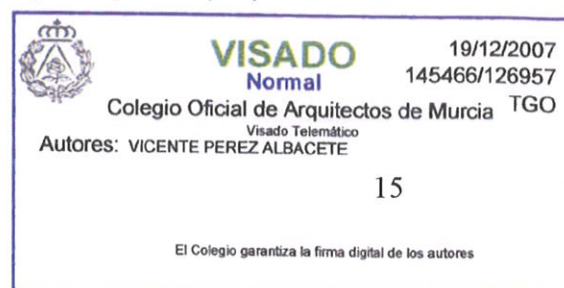 VISADO 19/12/2007
Normal 145466/126957
Colegio Oficial de Arquitectos de Murcia TGO
Visado Telemático
Autores: VICENTE PEREZ ALBACETE
15
El Colegio garantiza la firma digital de los autores